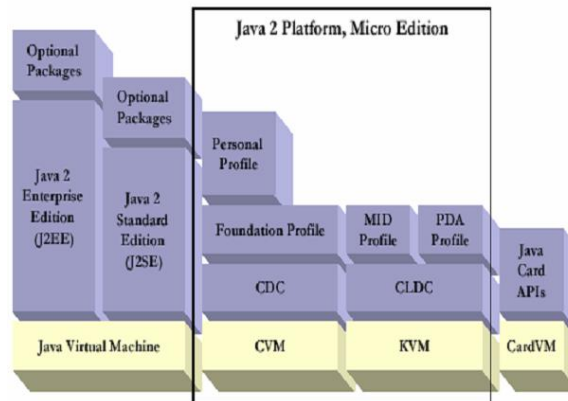 Java 2 Platform, Micro Edition
Optional
Packages
Optional
Packages
Personal
Profile
Java 2
Enterprise
Edition
(J2EE)
Java 2
Standard
Edition
(J2SE)
Foundation Profile
MID
Profile
PDA
Profile
Java
Card
APIs
CDC
CLDC
Java Virtual Machine
CVM
KVM
CardVM